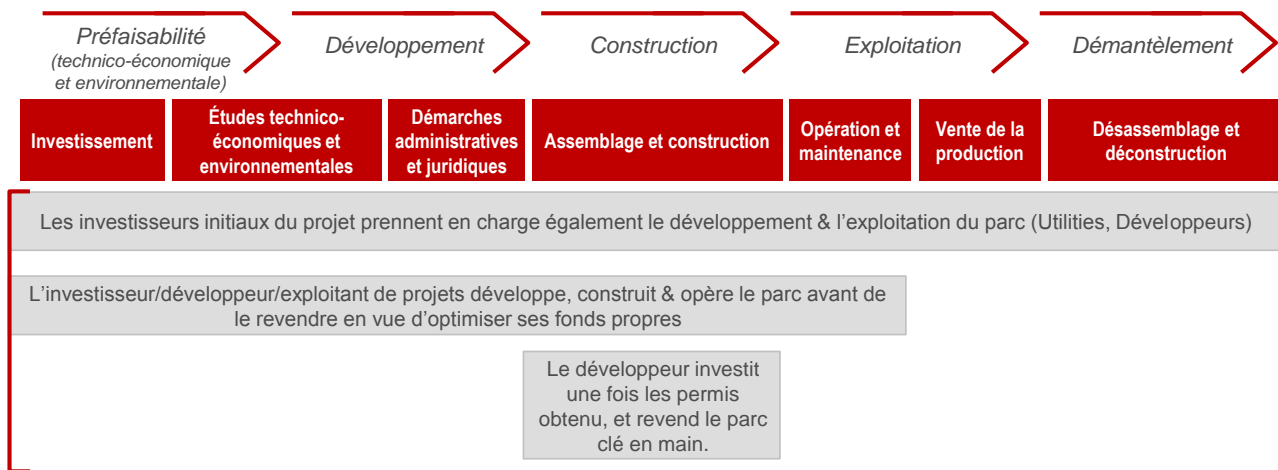 Préfaisabilité
(technico-économique
et environnementale)
Développement
Construction
Exploitation
Démantèlement
Investissement
Études technico-
économiques et
environnementales
Démarches
administratives
et juridiques
Assemblage et construction
Opération et
maintenance
Vente de la
production
Désassemblage et
déconstruction
Les investisseurs initiaux du projet prennent en charge également le développement & l'exploitation du parc (Utilities, Développeurs)
L'investisseur/développeur/exploitant de projets développe, construit & opère le parc avant de
le revendre en vue d'optimiser ses fonds propres
Le développeur investit
une fois les permis
obtenu, et revend le parc
clé en main.